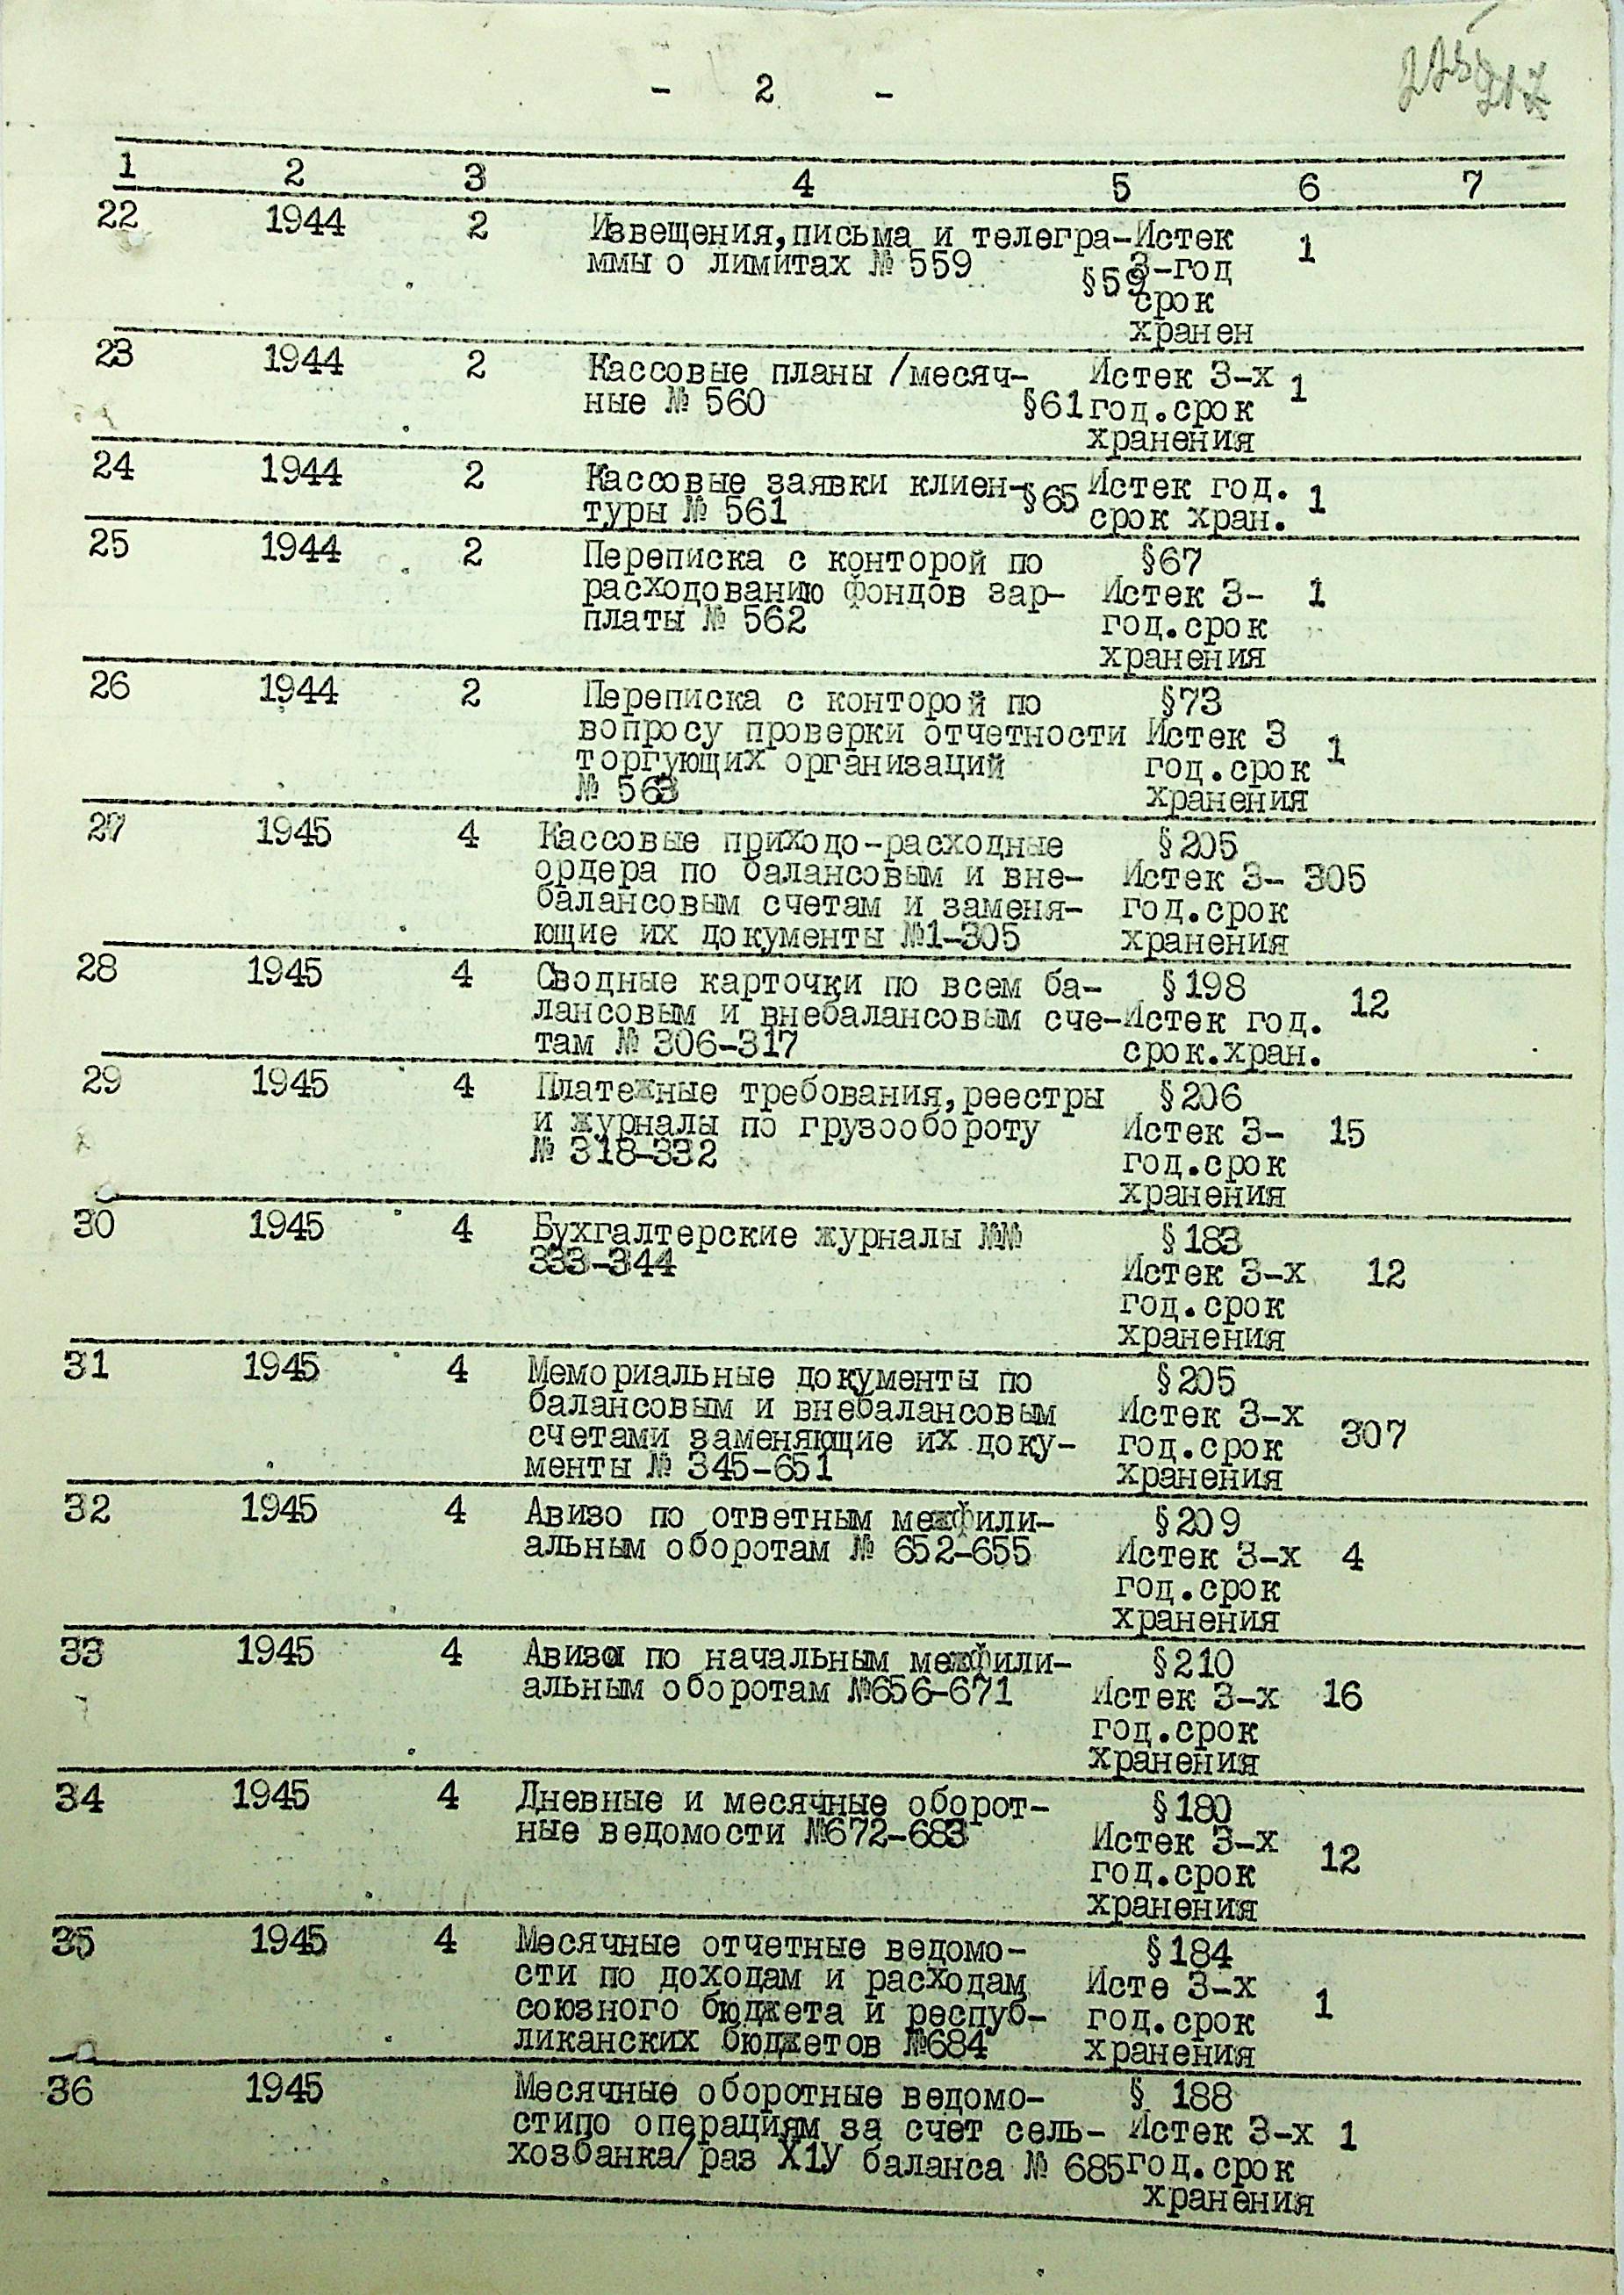 - 2 -
1 2 3 4 5 6 7
22 1944 2 Извещения,письма и телегра-Истек 1
ммы о лимитах № 559 3-год
§59
срок
хранен
23 1944 2 Кассовые планы /месяч- Истек 3-х 1
ные № 560 §61 год.срок
хранения
24 1944 2 Кассовые заявки клиен- §65 Истек год. 1
туры № 561 срок хран.
25 1944 2 Переписка с конторой по §67
расходованию фондов зар- Истек 3- 1
платы № 562 год.срок
хранения
26 1944 2 Переписка с конторой по §73
вопросу проверки отчетности Истек 3 1
торгующих организаций год.срок
№ 563 хранения
27 1945 4 Кассовые приходо-расходные §205
ордера по балансовым и вне- Истек 3- 305
балансовым счетам и заменя- год.срок
ющие их документы №1-305 хранения
28 1945 4 Сводные карточки по всем ба- §198 12
лансовым и внебалансовым сче-Истек год.
там № 306-317 срок.хран.
29 1945 4 Платежные требования,реестры §206
и журналы по грузообороту Истек 3- 15
№ 318-332 год.срок
хранения
30 1945 4 Бухгалтерские журналы №№ §183
333-344 Истек 3-х 12
год.срок
хранения
31 1945 4 Мемориальные документы по §205
балансовым и внебалансовым Истек 3-х
счетами заменяющие их доку- год.срок 307
менты № 345-651 хранения
32 1945 4 Авизо по ответным межфили- §209
альным оборотам № 652-655 Истек 3-х 4
год.срок
хранения
33 1945 4 Авизо по начальным межфили- §210
альным оборотам №656-671 Истек 3-х 16
год.срок
хранения
34 1945 4 Дневные и месячные оборот- §180
ные ведомости №672-683 Истек 3-х 12
год.срок
хранения
35 1945 4 Месячные отчетные ведомо- §184
сти по доходам и расходам Исте 3-х 1
союзного бюджета и респуб- год.срок
ликанских бюджетов №684 хранения
36 1945 Месячные оборотные ведомо- § 188
стипо операциям за счет сель- Истек 3-х 1
хозбанка/раз Х1У баланса № 685 год.срок
хранения